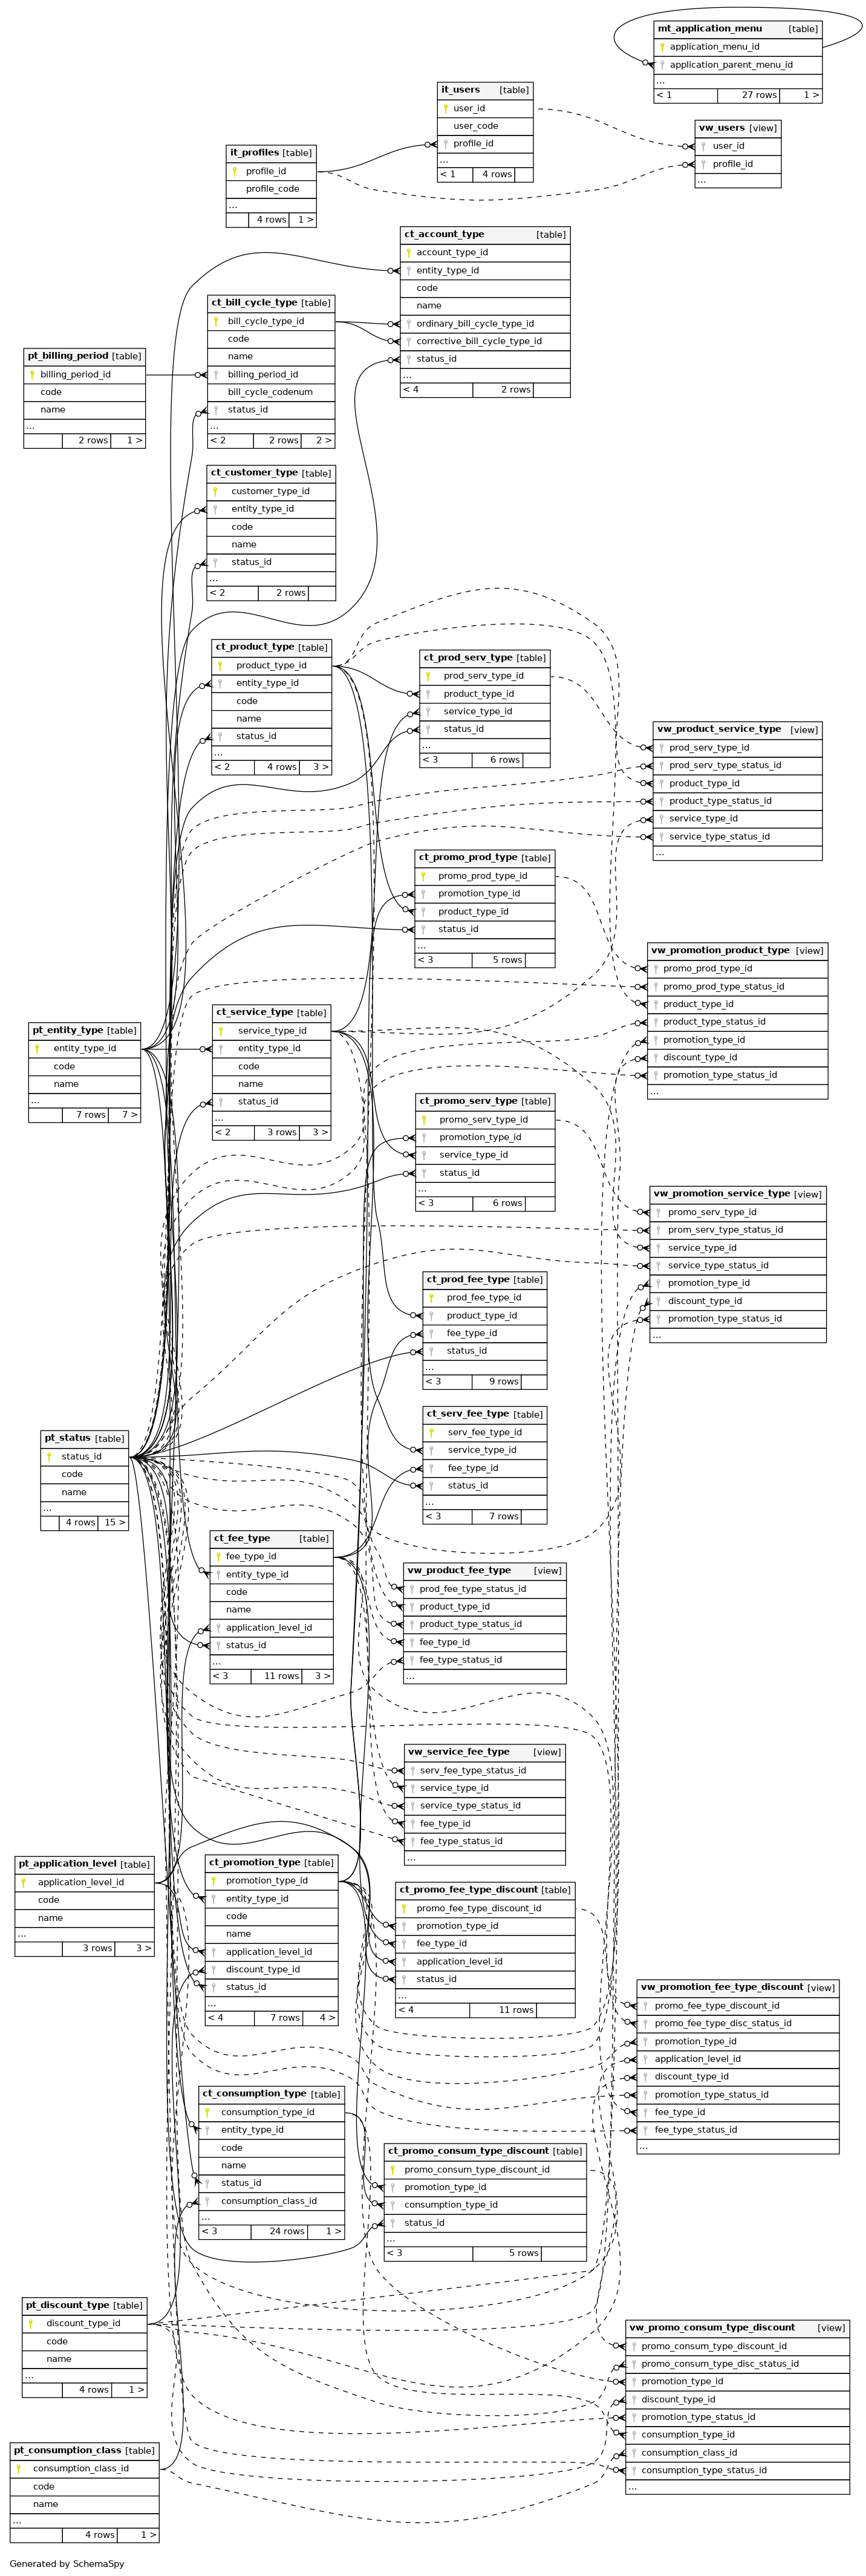 mt_application_menu [table]
application_menu_id
application_parent_menu_id
...
< 1 27 rows 1 >
it_users [table]
user_id
user_code
profile_id
...
< 1 4 rows
vw_users [view]
user_id
profile_id
...
it_profiles [table]
profile_id
profile_code
...
4 rows 1 >
ct_account_type [table]
account_type_id
entity_type_id
code
name
ordinary_bill_cycle_type_id
corrective_bill_cycle_type_id
status_id
...
< 4 2 rows
ct_bill_cycle_type [table]
bill_cycle_type_id
code
name
billing_period_id
bill_cycle_codenum
status_id
...
< 2 2 rows 2 >
pt_billing_period [table]
billing_period_id
code
name
...
2 rows 1 >
ct_customer_type [table]
customer_type_id
entity_type_id
code
name
status_id
...
< 2 2 rows
ct_product_type [table]
product_type_id
entity_type_id
code
name
status_id
...
< 2 4 rows 3 >
ct_prod_serv_type [table]
prod_serv_type_id
product_type_id
service_type_id
status_id
...
< 3 6 rows
vw_product_service_type [view]
prod_serv_type_id
prod_serv_type_status_id
product_type_id
product_type_status_id
service_type_id
service_type_status_id
...
ct_promo_prod_type [table]
promo_prod_type_id
promotion_type_id
product_type_id
status_id
...
< 3 5 rows
vw_promotion_product_type [view]
promo_prod_type_id
promo_prod_type_status_id
product_type_id
product_type_status_id
promotion_type_id
discount_type_id
promotion_type_status_id
...
ct_service_type [table]
service_type_id
entity_type_id
code
name
status_id
...
< 2 3 rows 3 >
pt_entity_type [table]
entity_type_id
code
name
...
7 rows 7 >
ct_promo_serv_type [table]
promo_serv_type_id
promotion_type_id
service_type_id
status_id
...
< 3 6 rows
vw_promotion_service_type [view]
promo_serv_type_id
prom_serv_type_status_id
service_type_id
service_type_status_id
promotion_type_id
discount_type_id
promotion_type_status_id
...
ct_prod_fee_type [table]
prod_fee_type_id
product_type_id
fee_type_id
status_id
...
< 3 9 rows
ct_serv_fee_type [table]
serv_fee_type_id
service_type_id
fee_type_id
status_id
...
< 3 7 rows
pt_status [table]
status_id
code
name
...
4 rows 15 >
ct_fee_type [table]
fee_type_id
entity_type_id
code
name
application_level_id
status_id
...
< 3 11 rows 3 >
vw_product_fee_type [view]
prod_fee_type_status_id
product_type_id
product_type_status_id
fee_type_id
fee_type_status_id
...
vw_service_fee_type [view]
serv_fee_type_status_id
service_type_id
service_type_status_id
fee_type_id
fee_type_status_id
...
pt_application_level [table]
application_level_id
code
name
...
3 rows 3 >
ct_promotion_type [table]
promotion_type_id
entity_type_id
code
name
application_level_id
discount_type_id
status_id
...
< 4 7 rows 4 >
ct_promo_fee_type_discount [table]
promo_fee_type_discount_id
promotion_type_id
fee_type_id
application_level_id
status_id
...
< 4 11 rows
vw_promotion_fee_type_discount [view]
promo_fee_type_discount_id
promo_fee_type_disc_status_id
promotion_type_id
application_level_id
discount_type_id
promotion_type_status_id
fee_type_id
fee_type_status_id
...
ct_consumption_type [table]
consumption_type_id
entity_type_id
code
name
status_id
consumption_class_id
...
< 3 24 rows 1 >
ct_promo_consum_type_discount [table]
promo_consum_type_discount_id
promotion_type_id
consumption_type_id
status_id
...
< 3 5 rows
pt_discount_type [table]
discount_type_id
code
name
...
4 rows 1 >
vw_promo_consum_type_discount [view]
promo_consum_type_discount_id
promo_consum_type_disc_status_id
promotion_type_id
discount_type_id
promotion_type_status_id
consumption_type_id
consumption_class_id
consumption_type_status_id
...
pt_consumption_class [table]
consumption_class_id
code
name
...
4 rows 1 >
Generated by SchemaSpy